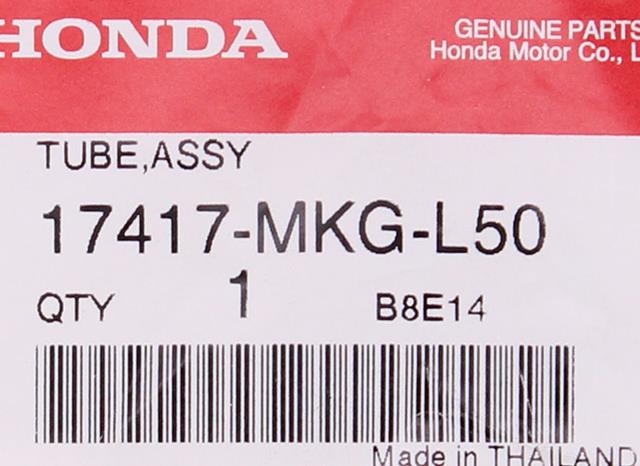 HONDA
GENUINE PARTS
Honda Motor Co., L
TUBE,ASSY
17417-MKG-L50
QTY 1 B8E14
Made in THAILAND